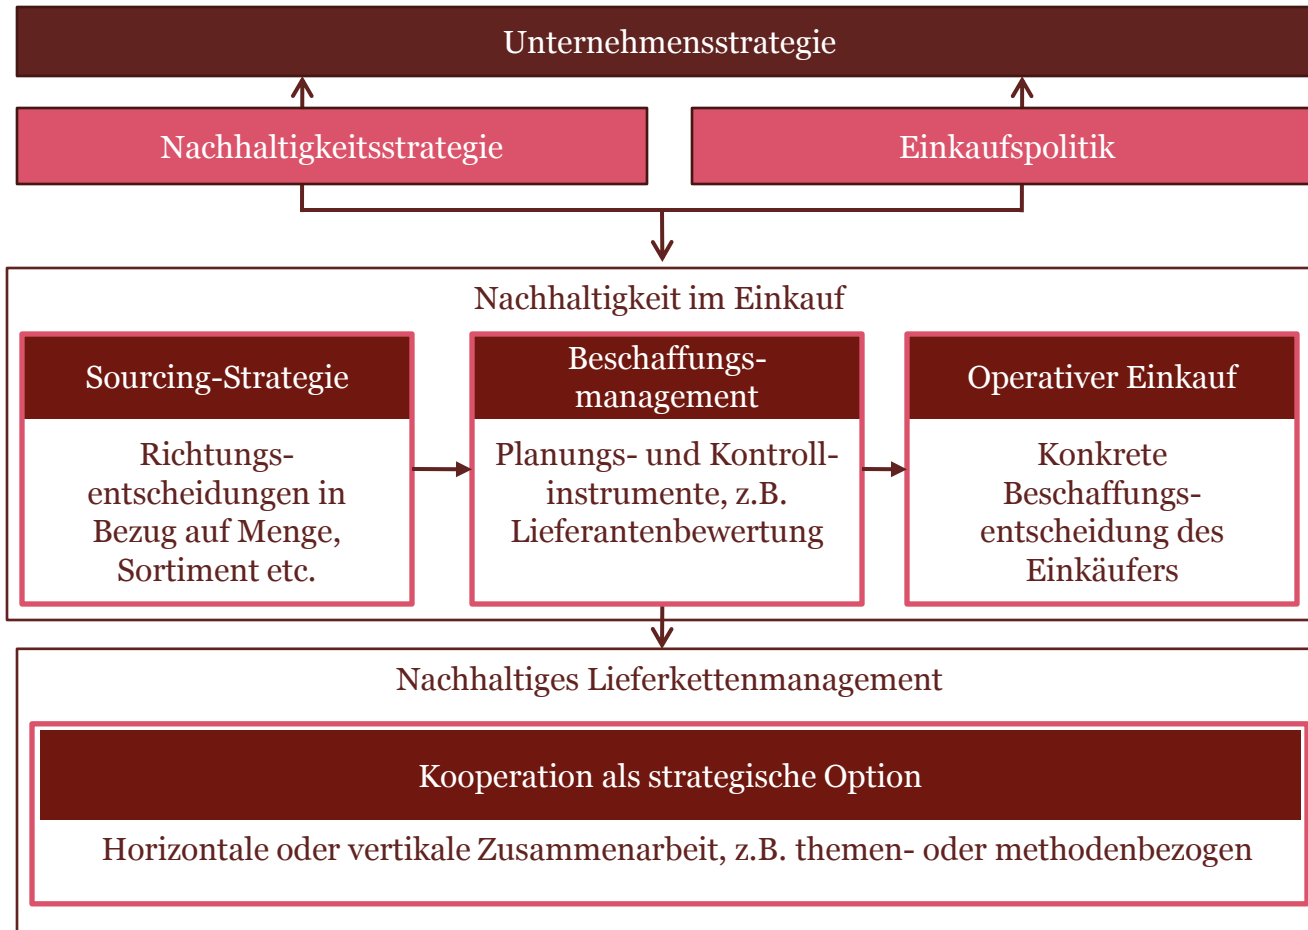 Unternehmensstrategie
Nachhaltigkeitsstrategie
Einkaufspolitik
Nachhaltigkeit im Einkauf
Sourcing-Strategie
Richtungs-
entscheidungen in
Bezug auf Menge,
Sortiment etc.
Beschaffungs-
management
Planungs- und Kontroll-
instrumente, z.B.
Lieferantenbewertung
Operativer Einkauf
Konkrete
Beschaffungs-
entscheidung des
Einkäufers
Nachhaltiges Lieferkettenmanagement
Kooperation als strategische Option
Horizontale oder vertikale Zusammenarbeit, z.B. themen- oder methodenbezogen